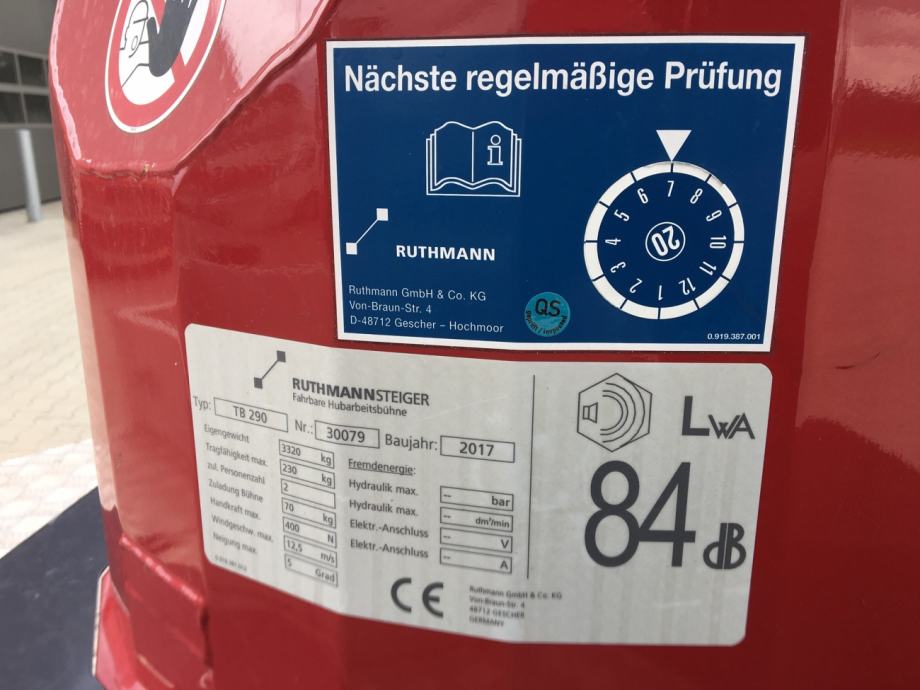 Nächste regelmäßige Prüfung
i
7
8
9
10
11
12
1
2
3
4
5
6
20
RUTHMANN
Ruthmann GmbH & Co. KG
Von-Braun-Str. 4
D-48712 Gescher – Hochmoor
QS
geprüft / inspected
0.919.387.001
RUTHMANNSTEIGER
Fahrbare Hubarbeitsbühne
Typ: TB 290 Nr.: 30079 Baujahr: 2017
Eigengewicht 3320 kg
Tragfähigkeit max. 230 kg
zul. Personenzahl 2
Zuladung Bühne 70 kg
Handkraft max. 400 N
Windgeschw. max. 12,5 m/s
Neigung max. 5 Grad
Fremdenergie:
Hydraulik max. -- bar
Hydraulik max. -- dm³/min
Elektr.-Anschluss -- V
Elektr.-Anschluss -- A
CE
Ruthmann GmbH & Co. KG
Von-Braun-Str. 4
48712 GESCHER
GERMANY
LWA
84 dB